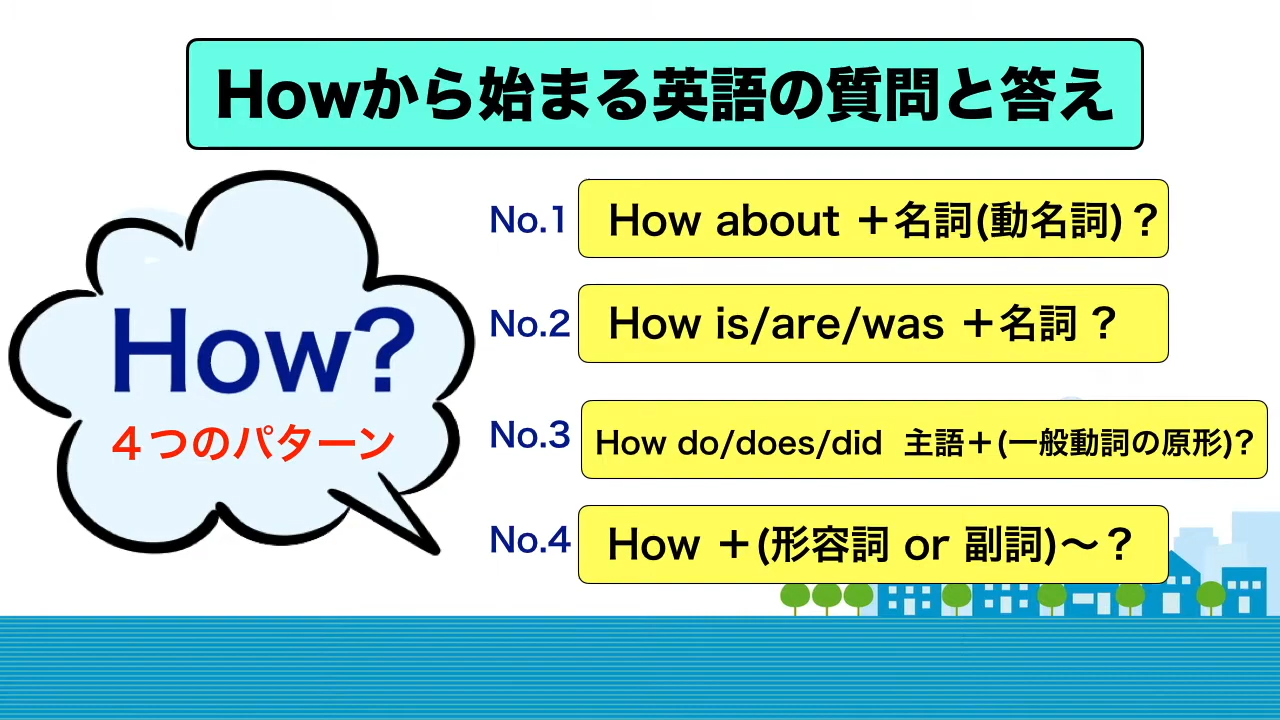 Howから始まる英語の質問と答え
How?
４つのパターン
No.1 How about ＋名詞(動名詞)？
No.2 How is/are/was ＋名詞 ？
No.3 How do/does/did 主語＋(一般動詞の原形)？
No.4 How ＋(形容詞 or 副詞)〜？